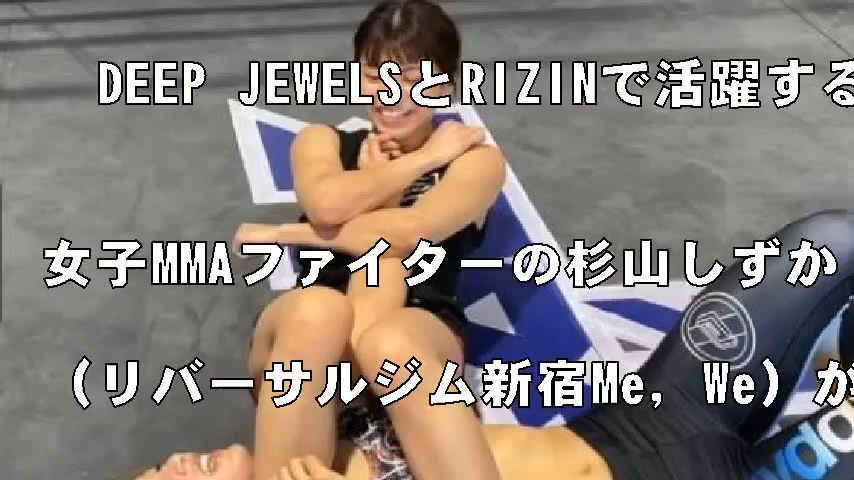 DEEP JEWELSとRIZINで活躍する
女子MMAファイターの杉山しずか
（リバーサルジム新宿Me, We）が